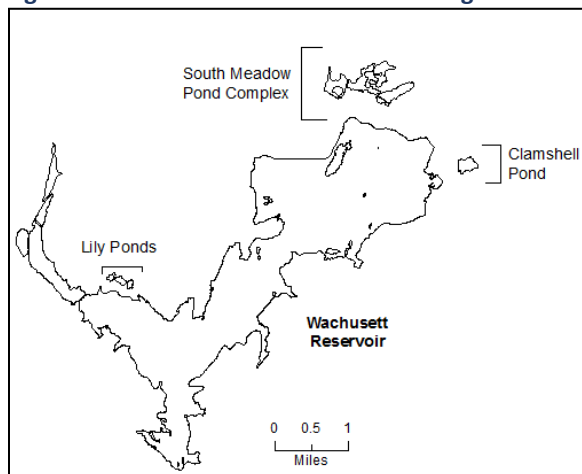 South Meadow
Pond Complex
Clamshell
Pond
Lily Ponds
Wachusett
Reservoir
0 0.5 1
Miles